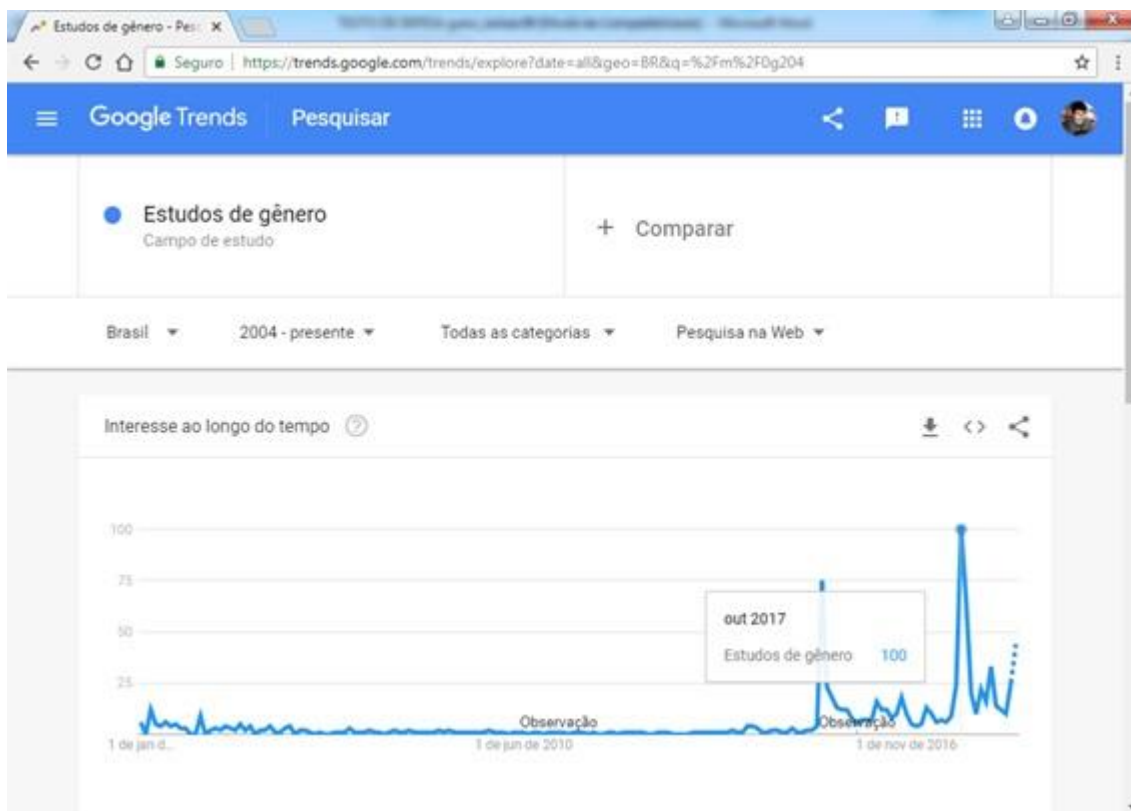 Estudos de gênero - Pes
Seguro | https://trends.google.com/trends/explore?date=all&geo=BR&q=%2Fm%2F0g204
Google Trends Pesquisar
Estudos de gênero
Campo de estudo
+ Comparar
Brasil 2004 - presente Todas as categorias Pesquisa na Web
Interesse ao longo do tempo
100
75
50
25
out 2017
Estudos de gênero 100
Observação Observação
1 de jan d... 1 de jun de 2010 1 de nov de 2016